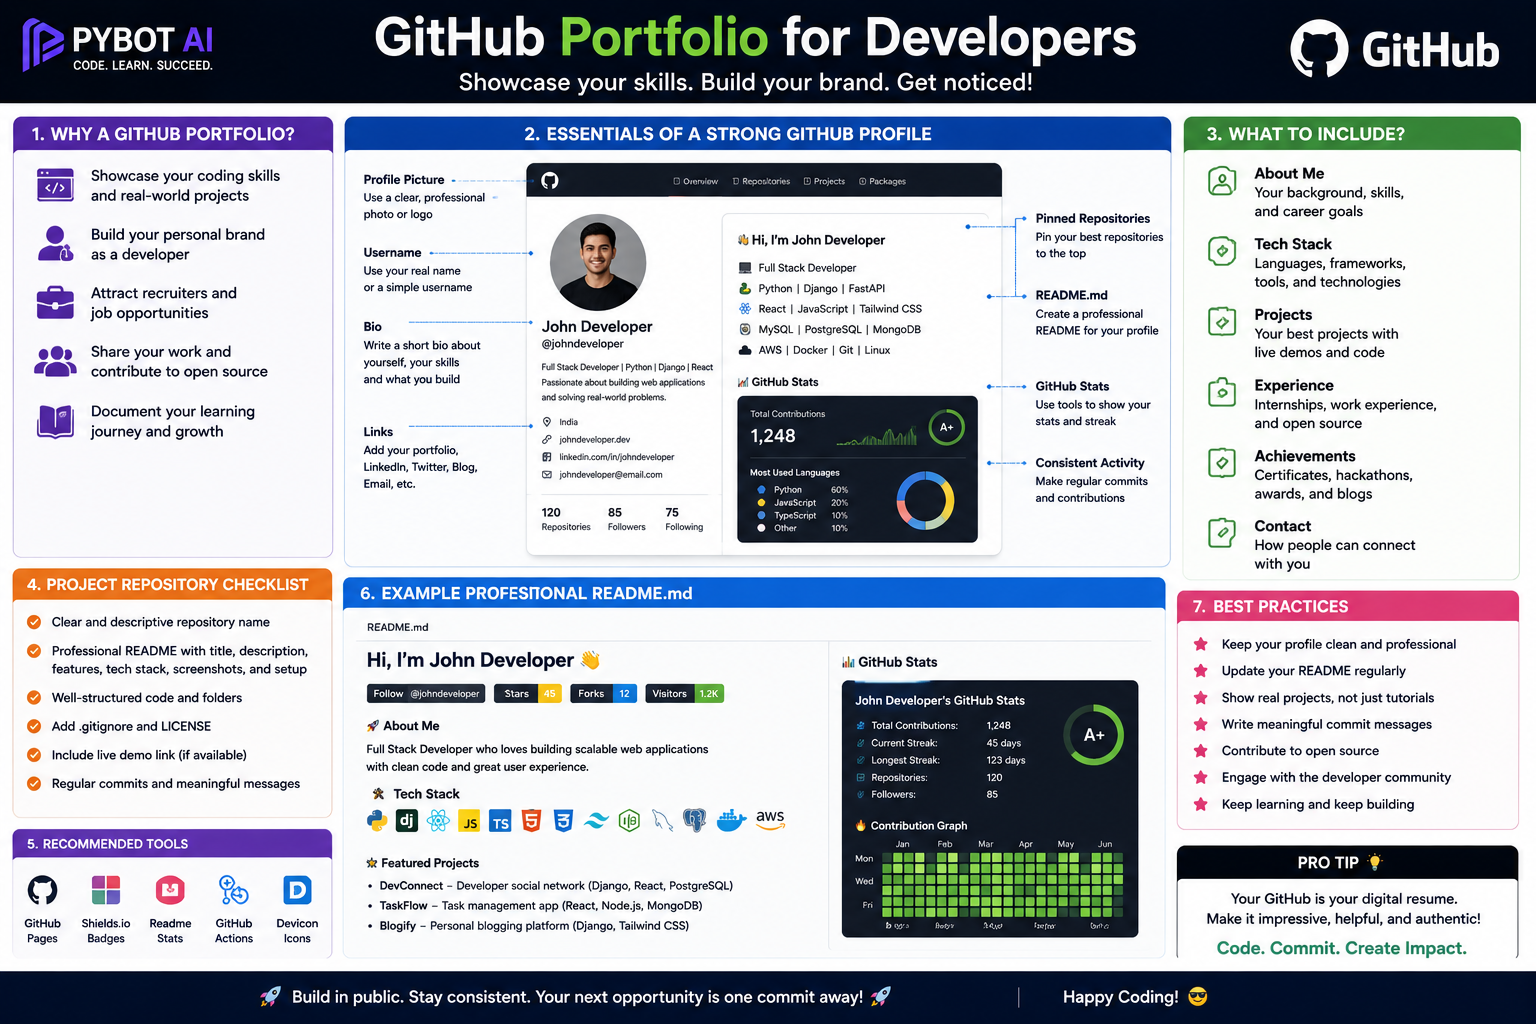 PYBOT AI
CODE. LEARN. SUCCEED.
GitHub Portfolio for Developers
Showcase your skills. Build your brand. Get noticed!
GitHub
1. WHY A GITHUB PORTFOLIO?
Showcase your coding skills
and real-world projects
Build your personal brand
as a developer
Attract recruiters and
job opportunities
Share your work and
contribute to open source
Document your learning
journey and growth
2. ESSENTIALS OF A STRONG GITHUB PROFILE
Profile Picture
Use a clear, professional
photo or logo
Username
Use your real name
or a simple username
Bio
Write a short bio about
yourself, your skills
and what you build
Links
Add your portfolio,
LinkedIn, Twitter, Blog,
Email, etc.
Overview
Repositories
Projects
Packages
John Developer
@johndeveloper
Full Stack Developer | Python | Django | React
Passionate about building web applications
and solving real-world problems.
India
johndeveloper.dev
linkedin.com/in/johndeveloper
johndeveloper@email.com
120 85 75
Repositories Followers Following
👋 Hi, I'm John Developer
Full Stack Developer
Python | Django | FastAPI
React | JavaScript | Tailwind CSS
MySQL | PostgreSQL | MongoDB
AWS | Docker | Git | Linux
📊 GitHub Stats
Total Contributions
1,248
A+
Most Used Languages
Python 60%
JavaScript 20%
TypeScript 10%
Other 10%
Pinned Repositories
Pin your best repositories
to the top
README.md
Create a professional
README for your profile
GitHub Stats
Use tools to show your
stats and streak
Consistent Activity
Make regular commits
and contributions
3. WHAT TO INCLUDE?
About Me
Your background, skills,
and career goals
Tech Stack
Languages, frameworks,
tools, and technologies
Projects
Your best projects with
live demos and code
Experience
Internships, work experience,
and open source
Achievements
Certificates, hackathons,
awards, and blogs
Contact
How people can connect
with you
4. PROJECT REPOSITORY CHECKLIST
Clear and descriptive repository name
Professional README with title, description,
features, tech stack, screenshots, and setup
Well-structured code and folders
Add .gitignore and LICENSE
Include live demo link (if available)
Regular commits and meaningful messages
5. RECOMMENDED TOOLS
GitHub
Pages
Shields.io
Badges
Readme
Stats
GitHub
Actions
D
Devicon
Icons
6. EXAMPLE PROFESITONAL README.md
README.md
Hi, I'm John Developer 👋
Follow @johndeveloper
Stars 45
Forks 12
Visitors 1.2K
🚀 About Me
Full Stack Developer who loves building scalable web applications
with clean code and great user experience.
🛠 Tech Stack
dj
JS
TS
5
3
aws
⭐ Featured Projects
• DevConnect – Developer social network (Django, React, PostgreSQL)
• TaskFlow – Task management app (React, Node.js, MongoDB)
• Blogify – Personal blogging platform (Django, Tailwind CSS)
📊 GitHub Stats
John Developer's GitHub Stats
Total Contributions: 1,248
Current Streak: 45 days
Longest Streak: 123 days
Repositories: 120
Followers: 85
A+
🔥 Contribution Graph
Jan Feb Mar Apr May Jun
Mon
Wed
Fri
7. BEST PRACTICES
Keep your profile clean and professional
Update your README regularly
Show real projects, not just tutorials
Write meaningful commit messages
Contribute to open source
Engage with the developer community
Keep learning and keep building
PRO TIP 💡
Your GitHub is your digital resume.
Make it impressive, helpful, and authentic!
Code. Commit. Create Impact.
🚀 Build in public. Stay consistent. Your next opportunity is one commit away! 🚀
Happy Coding! 😎